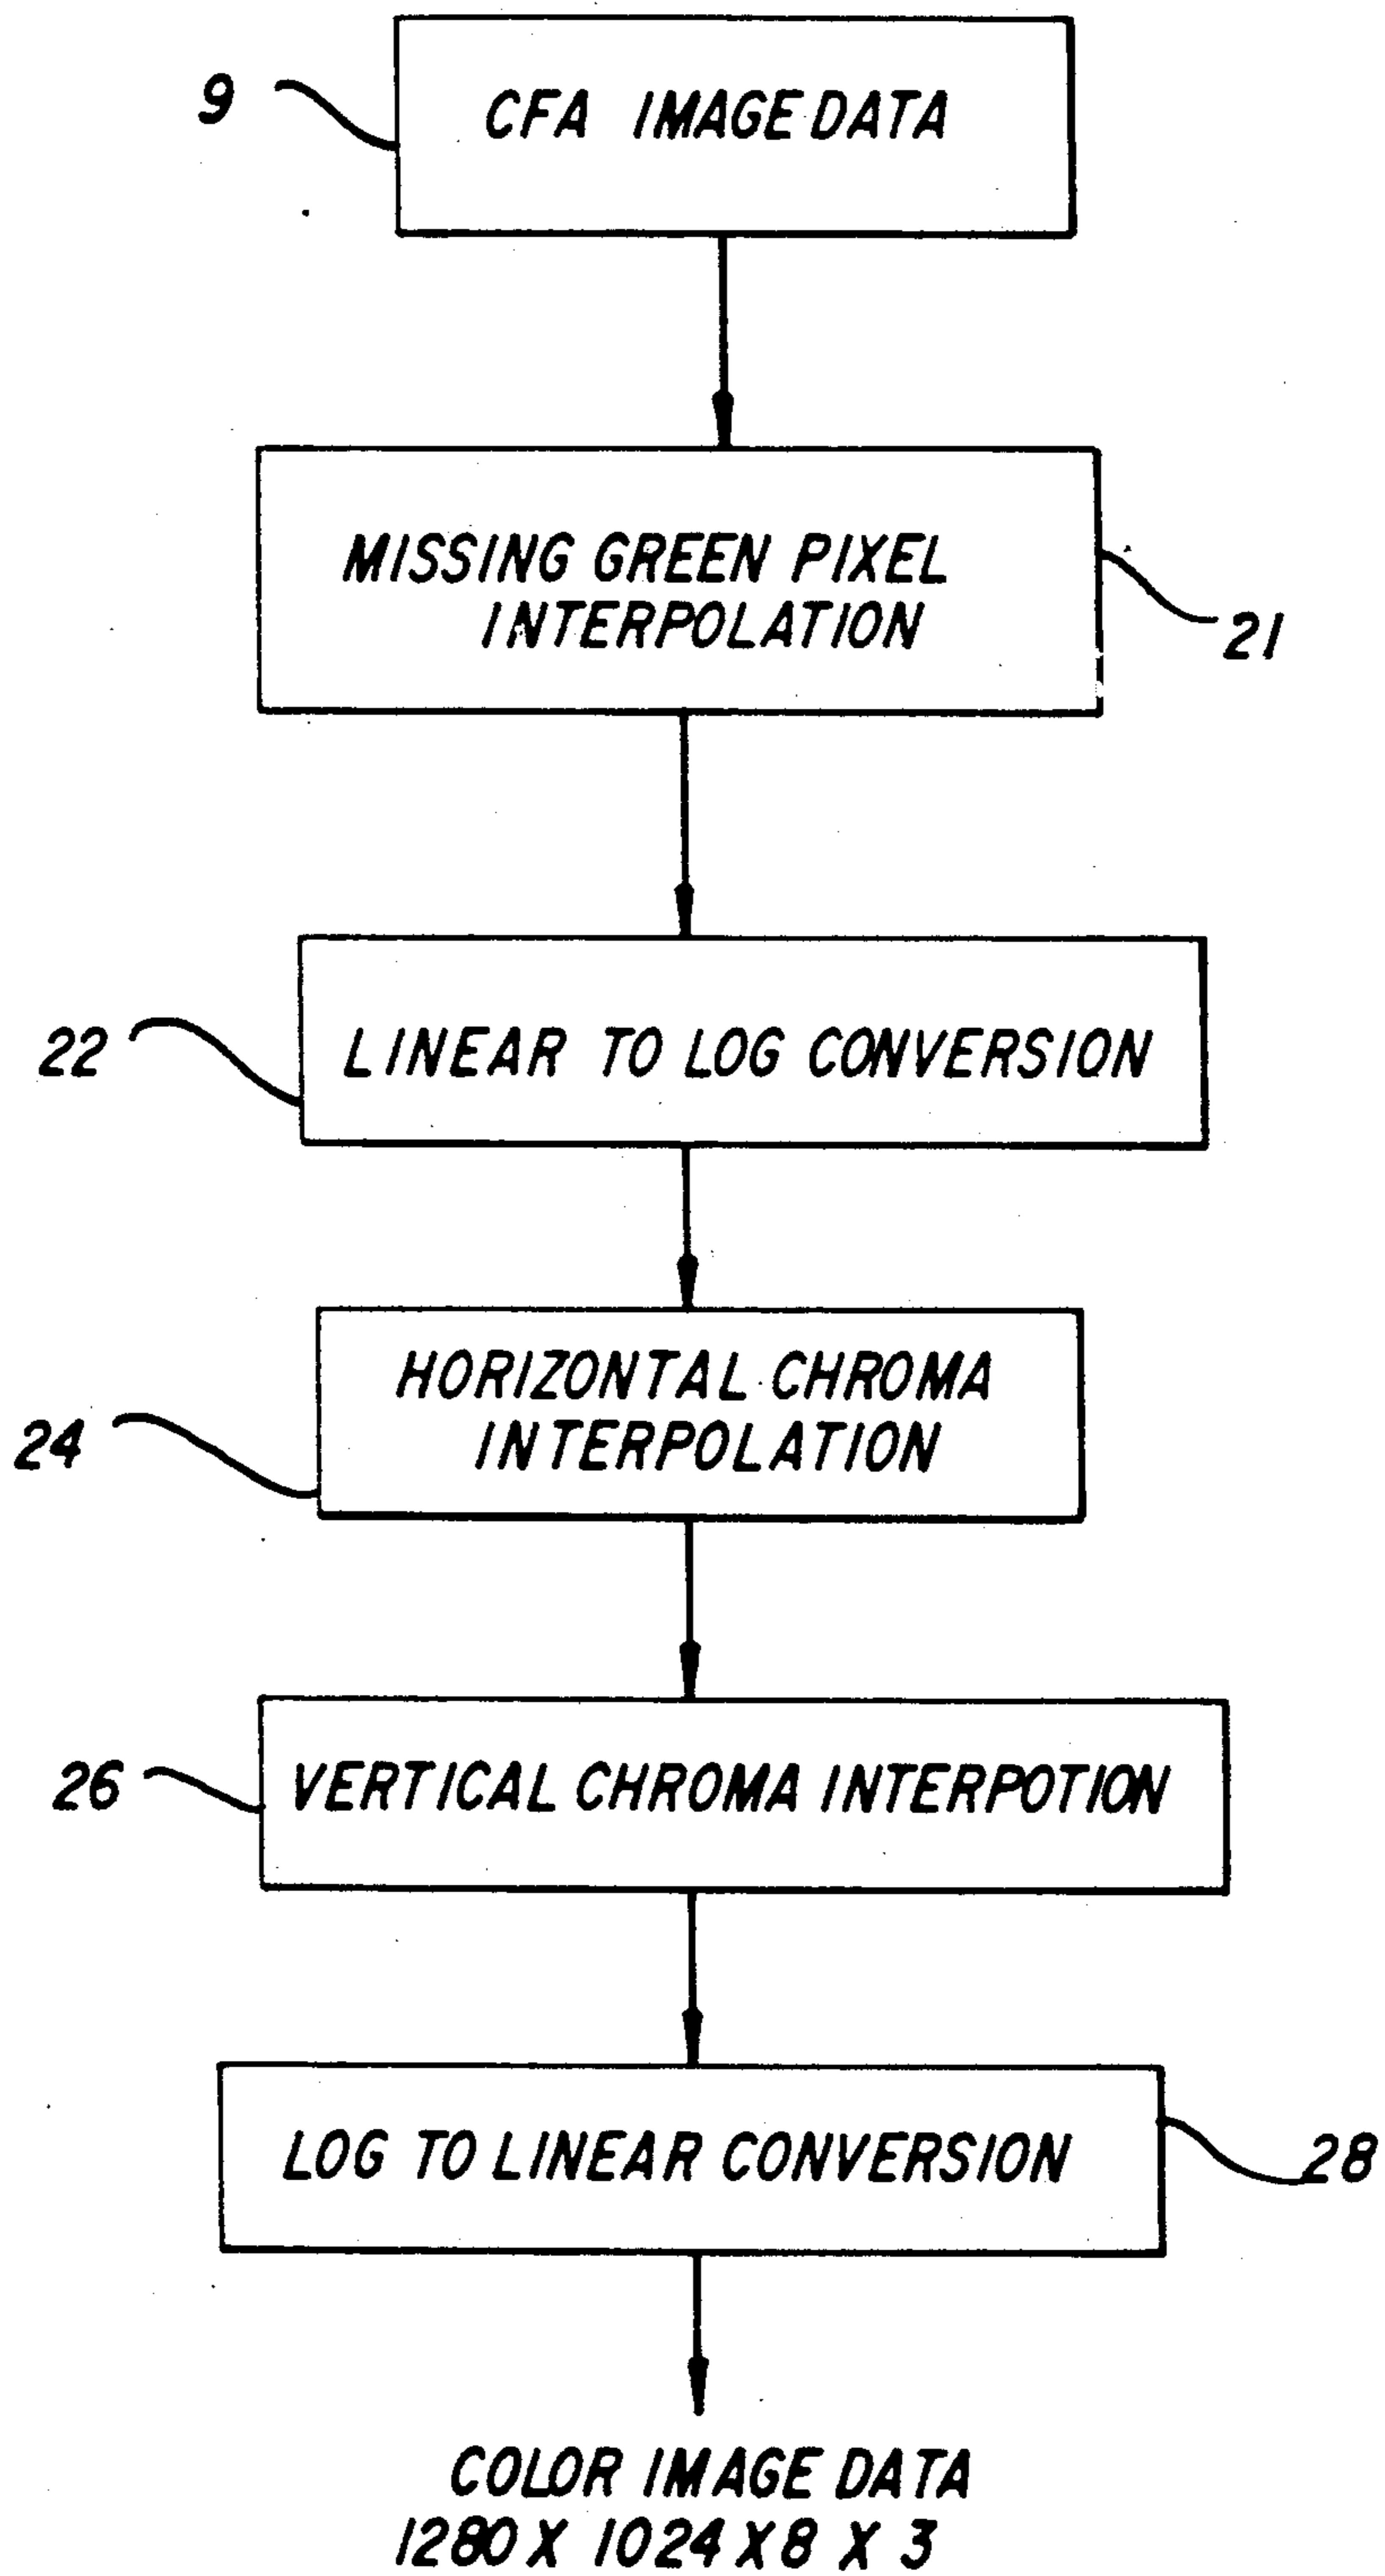 9
CFA IMAGE DATA
MISSING GREEN PIXEL
INTERPOLATION
21
22
LINEAR TO LOG CONVERSION
HORIZONTAL CHROMA
INTERPOLATION
24
26
VERTICAL CHROMA INTERPOTION
LOG TO LINEAR CONVERSION
28
COLOR IMAGE DATA
1280 X 1024 X 8 X 3